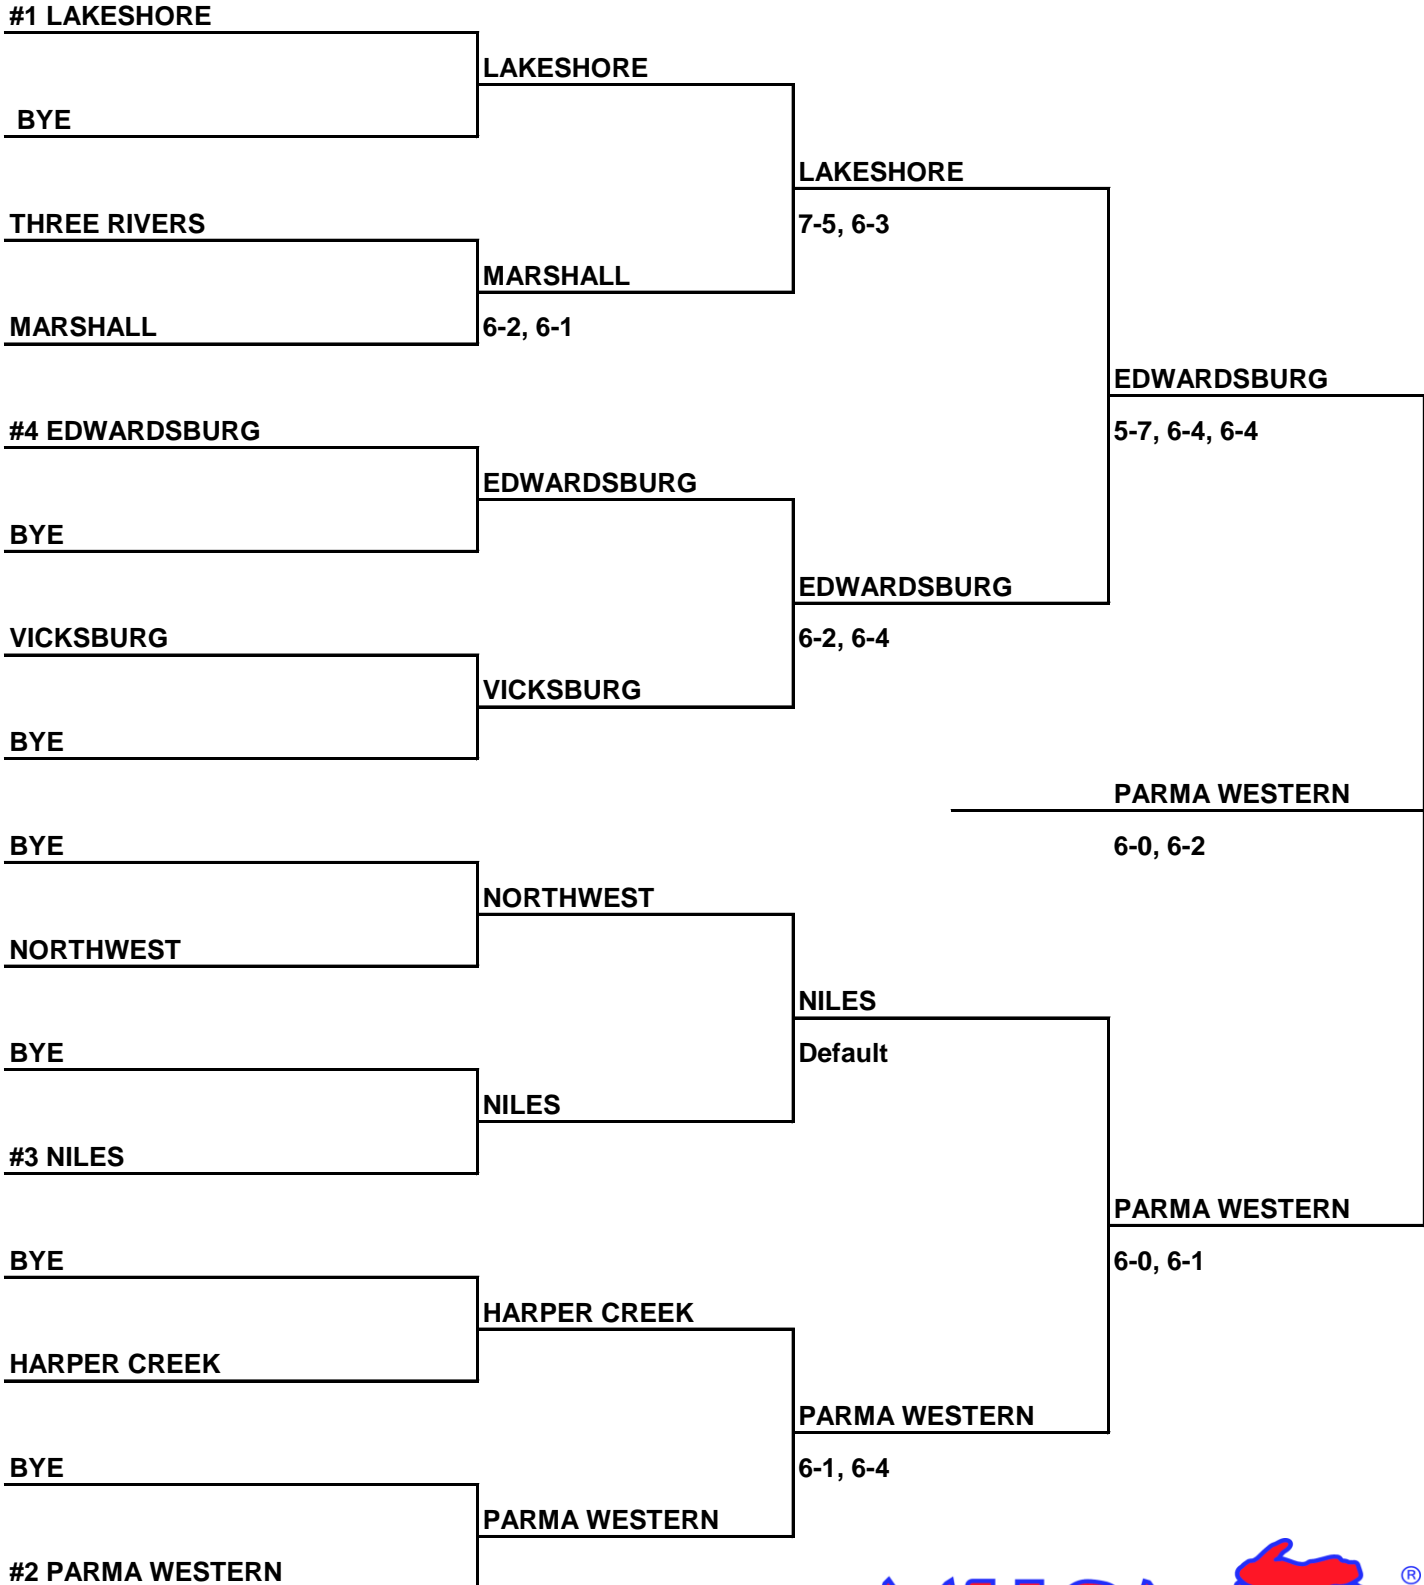 #1 LAKESHORE
LAKESHORE
BYE
LAKESHORE
THREE RIVERS
7-5, 6-3
MARSHALL
MARSHALL
6-2, 6-1
EDWARDSBURG
#4 EDWARDSBURG
5-7, 6-4, 6-4
EDWARDSBURG
BYE
EDWARDSBURG
VICKSBURG
6-2, 6-4
VICKSBURG
BYE
PARMA WESTERN
BYE
6-0, 6-2
NORTHWEST
NORTHWEST
NILES
BYE
Default
NILES
#3 NILES
PARMA WESTERN
BYE
6-0, 6-1
HARPER CREEK
HARPER CREEK
PARMA WESTERN
BYE
6-1, 6-4
PARMA WESTERN
#2 PARMA WESTERN
®